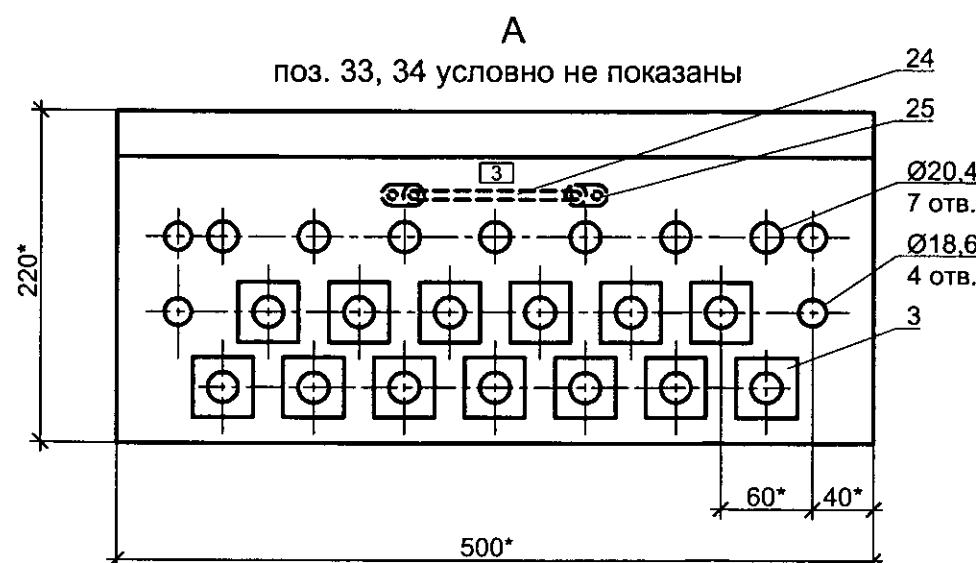 А
поз. 33, 34 условно не показаны
24
25
3
Ø20,4
7 отв.
Ø18,6
4 отв.
3
220*
60*
40*
500*